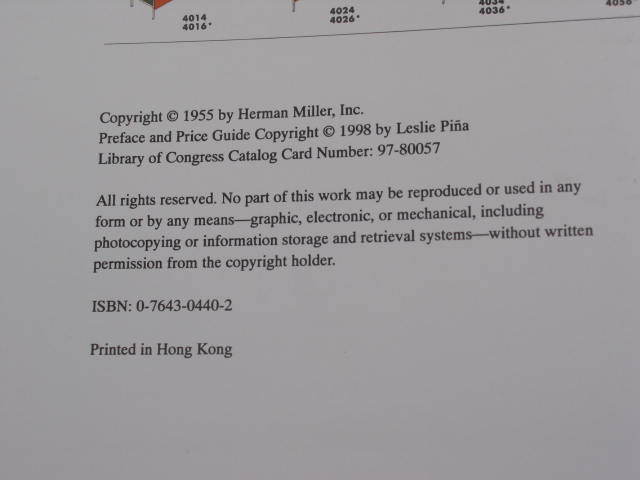 4014
4016*
4024
4026*
4034
4036*
4056
Copyright © 1955 by Herman Miller, Inc.
Preface and Price Guide Copyright © 1998 by Leslie Piña
Library of Congress Catalog Card Number: 97-80057
All rights reserved. No part of this work may be reproduced or used in any
form or by any means—graphic, electronic, or mechanical, including
photocopying or information storage and retrieval systems—without written
permission from the copyright holder.
ISBN: 0-7643-0440-2
Printed in Hong Kong